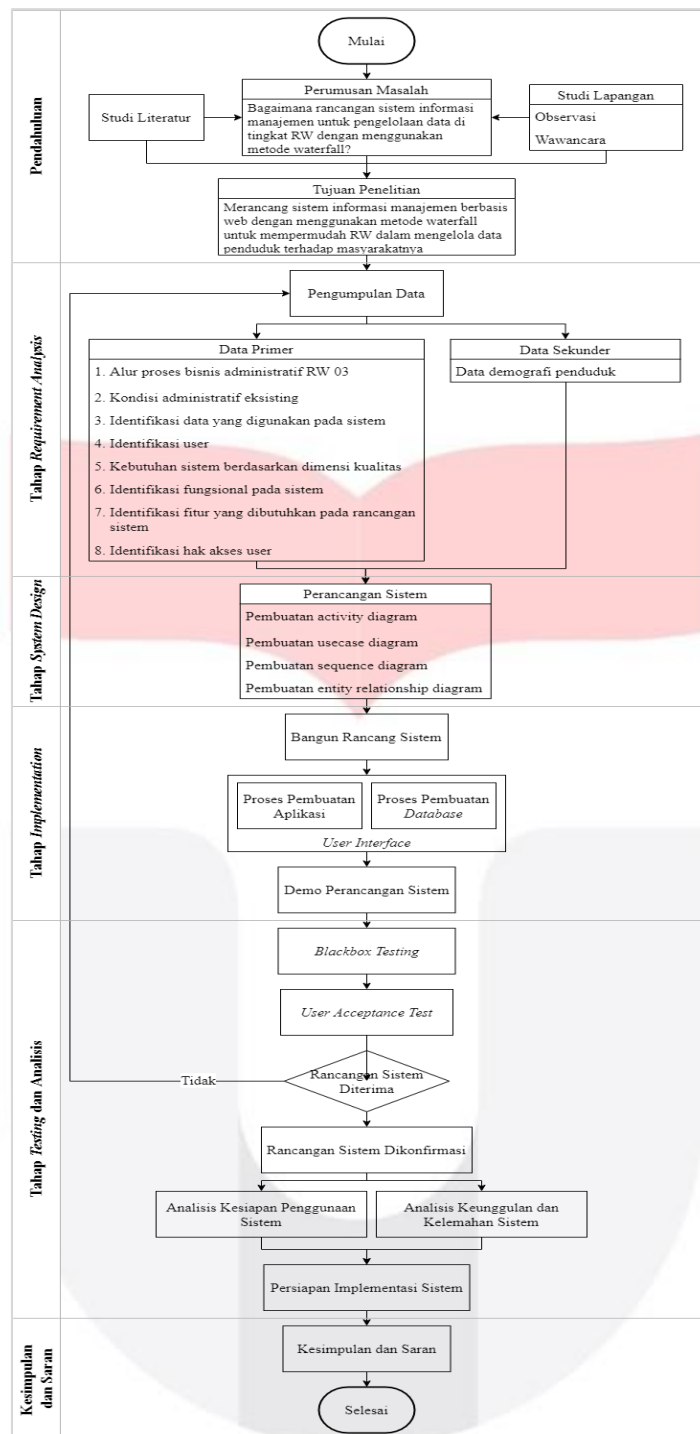 Pendahuluan
Mulai
Studi Literatur
Perumusan Masalah
Bagaimana rancangan sistem informasi
manajemen untuk pengelolaan data di
tingkat RW dengan menggunakan
metode waterfall?
Studi Lapangan
Observasi
Wawancara
Tujuan Penelitian
Merancang sistem informasi manajemen berbasis
web dengan menggunakan metode waterfall
untuk mempermudah RW dalam mengelola data
penduduk terhadap masyarakatnya
Tahap Requirement Analysis
Pengumpulan Data
Data Primer
1. Alur proses bisnis administratif RW 03
2. Kondisi administratif eksisting
3. Identifikasi data yang digunakan pada sistem
4. Identifikasi user
5. Kebutuhan sistem berdasarkan dimensi kualitas
6. Identifikasi fungsional pada sistem
7. Identifikasi fitur yang dibutuhkan pada rancangan
sistem
8. Identifikasi hak akses user
Data Sekunder
Data demografi penduduk
Tahap System Design
Perancangan Sistem
Pembuatan activity diagram
Pembuatan usecase diagram
Pembuatan sequence diagram
Pembuatan entity relationship diagram
Tahap Implementation
Bangun Rancang Sistem
Proses Pembuatan
Aplikasi
Proses Pembuatan
Database
User Interface
Demo Perancangan Sistem
Tahap Testing dan Analisis
Blackbox Testing
User Acceptance Test
Rancangan Sistem
Diterima
Tidak
Rancangan Sistem Dikonfirmasi
Analisis Kesiapan Penggunaan
Sistem
Analisis Keunggulan dan
Kelemahan Sistem
Persiapan Implementasi Sistem
Kesimpulan
dan Saran
Kesimpulan dan Saran
Selesai